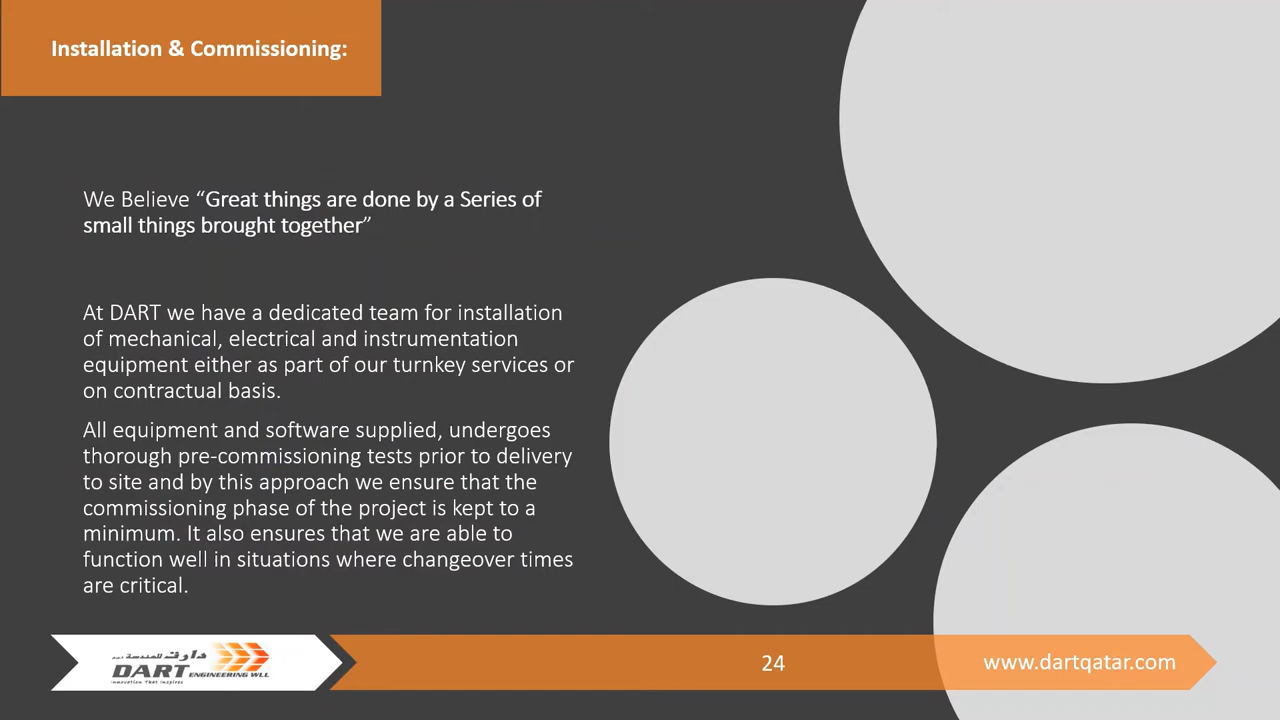 Installation & Commissioning:
We Believe “Great things are done by a Series of
small things brought together”
At DART we have a dedicated team for installation
of mechanical, electrical and instrumentation
equipment either as part of our turnkey services or
on contractual basis.
All equipment and software supplied, undergoes
thorough pre-commissioning tests prior to delivery
to site and by this approach we ensure that the
commissioning phase of the project is kept to a
minimum. It also ensures that we are able to
function well in situations where changeover times
are critical.
دارت للهندسة ذ.م.م
DART ENGINEERING WLL
Innovation That Inspires
24
www.dartqatar.com